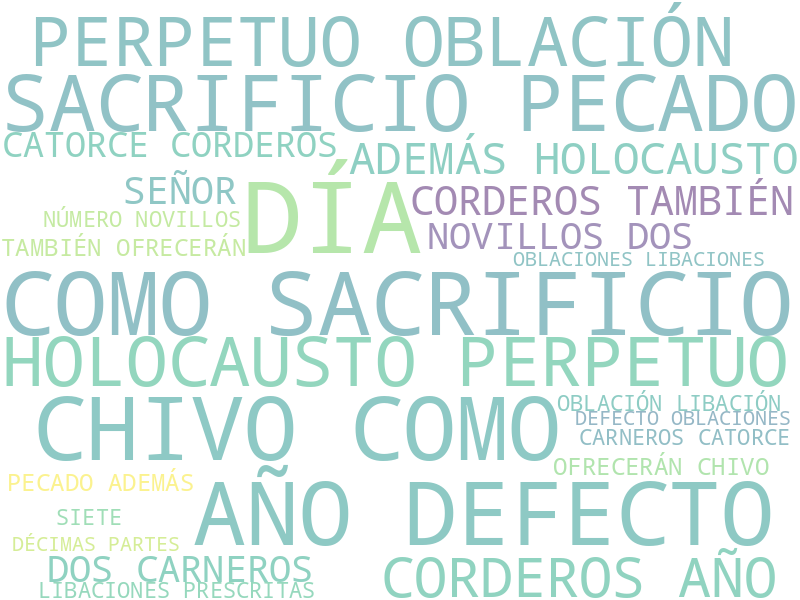 PERPETUO OBLACIÓN
SACRIFICIO PECADO
CATORCE CORDEROS
ADEMÁS HOLOCAUSTO
SEÑOR
DÍA
CORDEROS TAMBIÉN
NÚMERO NOVILLOS
NOVILLOS DOS
TAMBIÉN OFRECERÁN
OBLACIONES LIBACIONES
COMO SACRIFICIO
HOLOCAUSTO PERPETUO
CHIVO COMO
OBLACIÓN LIBACIÓN
DEFECTO OBLACIONES
CARNEROS CATORCE
OFRECERÁN CHIVO
PECADO ADEMÁS
AÑO DEFECTO
SIETE
DÉCIMAS PARTES
DOS CARNEROS
CORDEROS AÑO
LIBACIONES PRESCRITAS